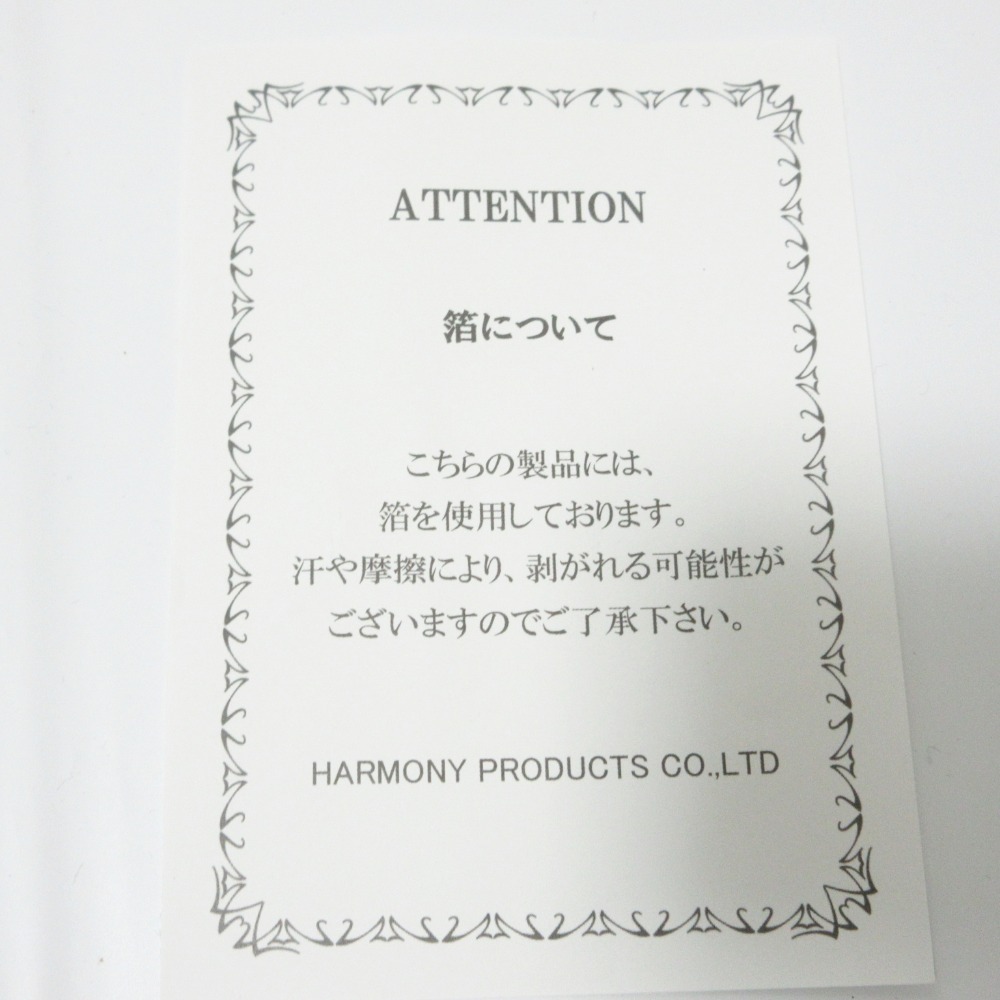 ATTENTION
箔について
こちらの製品には、
箔を使用しております。
汗や摩擦により、剥がれる可能性が
ございますのでご了承下さい。
HARMONY PRODUCTS CO.,LTD